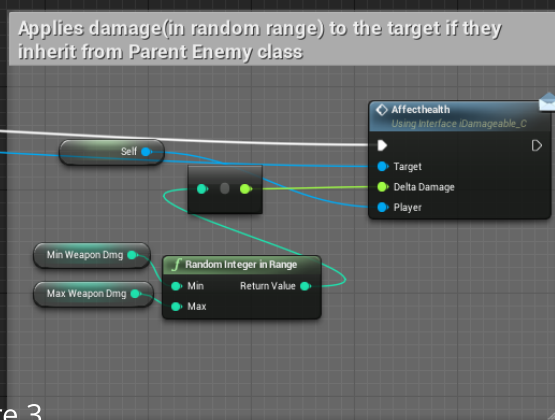 Applies damage(in random range) to the target if they
inherit from Parent Enemy class
Affecthealth
Using Interface iDamageable_C
Self
Target
Delta Damage
Player
Min Weapon Dmg
Random Integer in Range
Min
Return Value
Max Weapon Dmg
Max
re 3